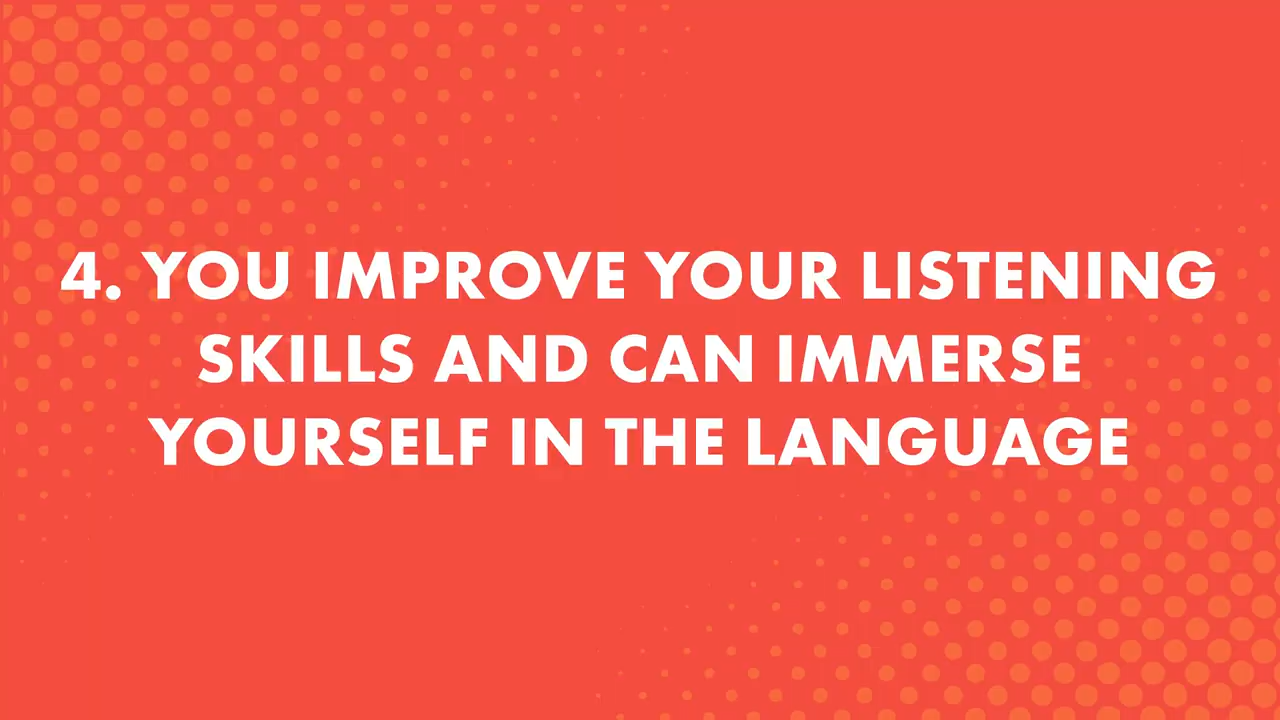 4. YOU IMPROVE YOUR LISTENING
SKILLS AND CAN IMMERSE
YOURSELF IN THE LANGUAGE